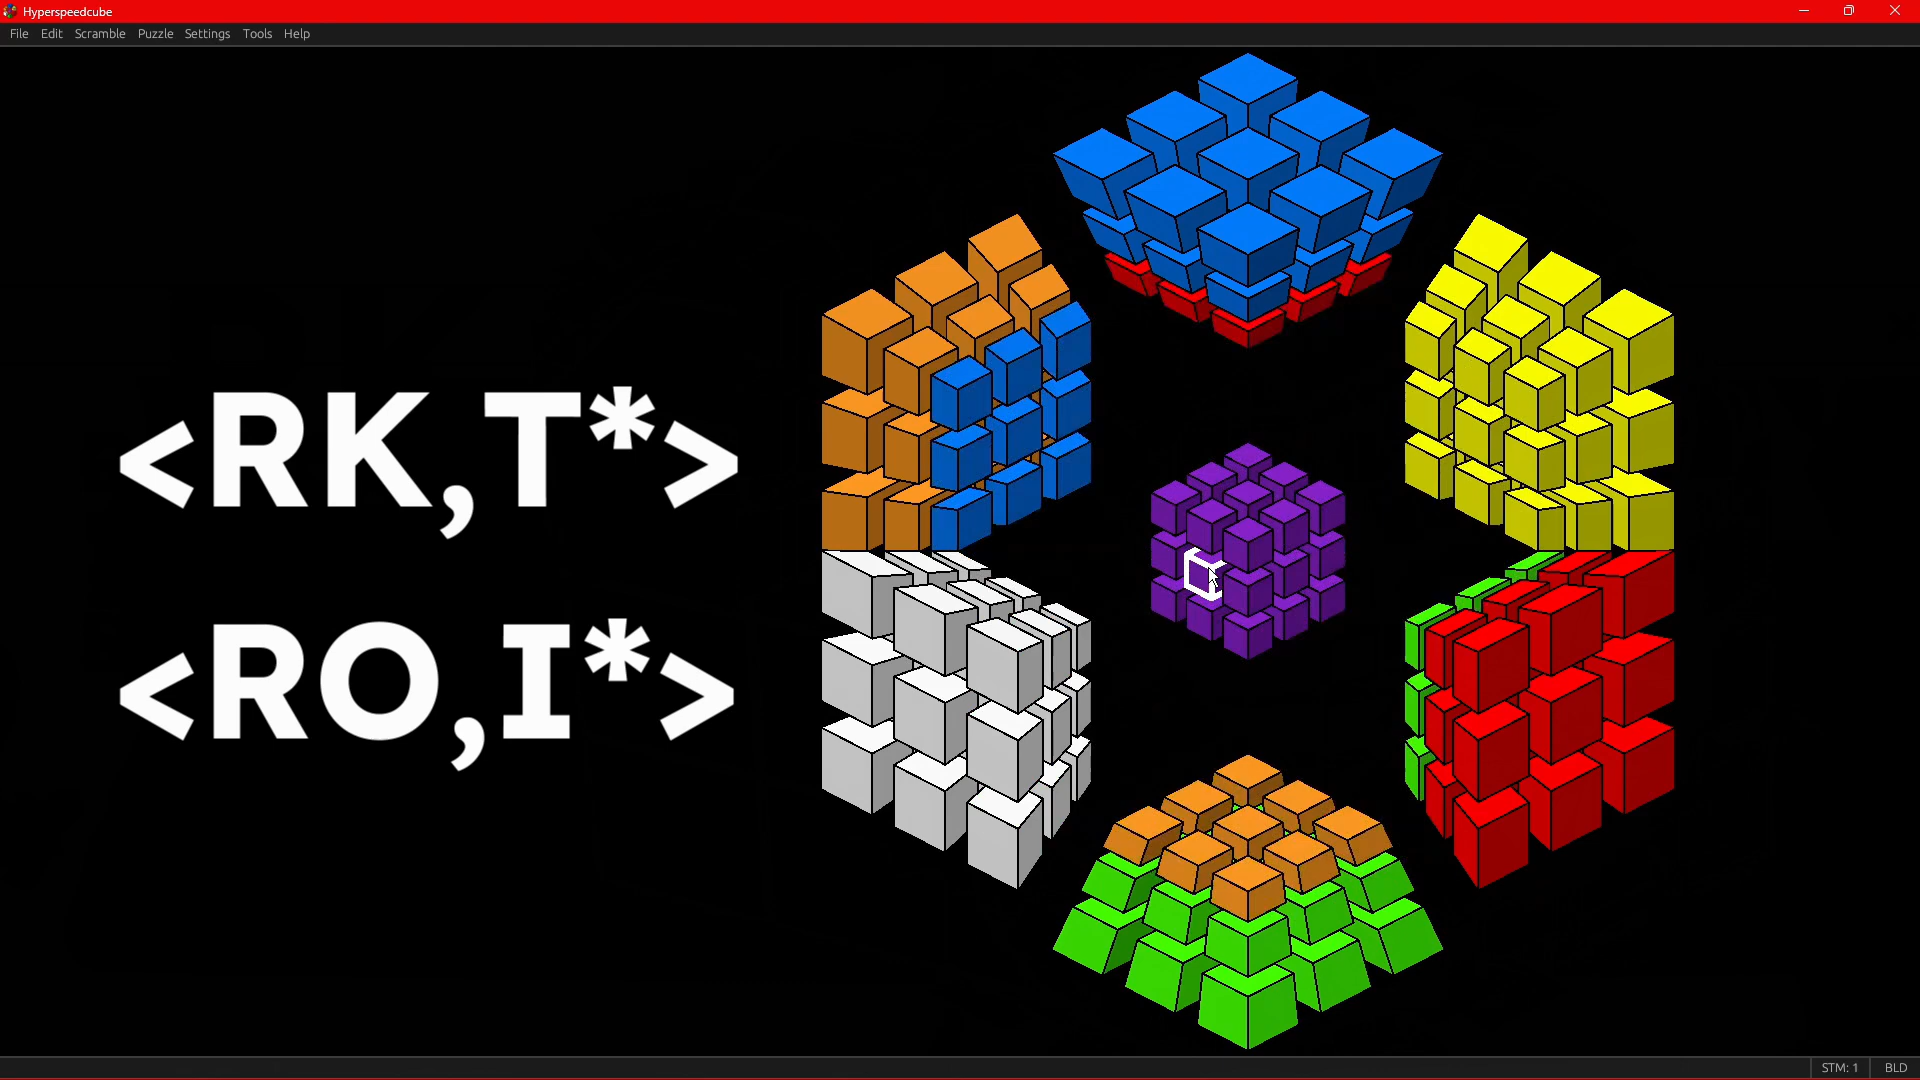 Hyperspeedcube
File Edit Scramble Puzzle Settings Tools Help
<RK,T*>
<RO,I*>
STM: 1 BLD